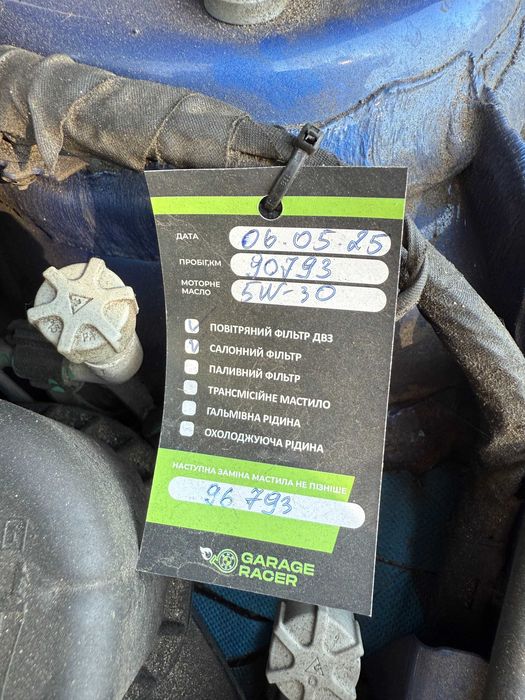 ДАТА 06.05.25
ПРОБІГ,КМ 90793
МОТОРНЕ МАСЛО 5W-30
ПОВІТРЯНИЙ ФІЛЬТР ДВЗ
САЛОННИЙ ФІЛЬТР
ПАЛИВНИЙ ФІЛЬТР
ТРАНСМІСІЙНЕ МАСТИЛО
ГАЛЬМІВНА РІДИНА
ОХОЛОДЖУЮЧА РІДИНА
НАСТУПНА ЗАМІНА МАСТИЛА НЕ ПІЗНІШЕ
96 793
GARAGE
RACER